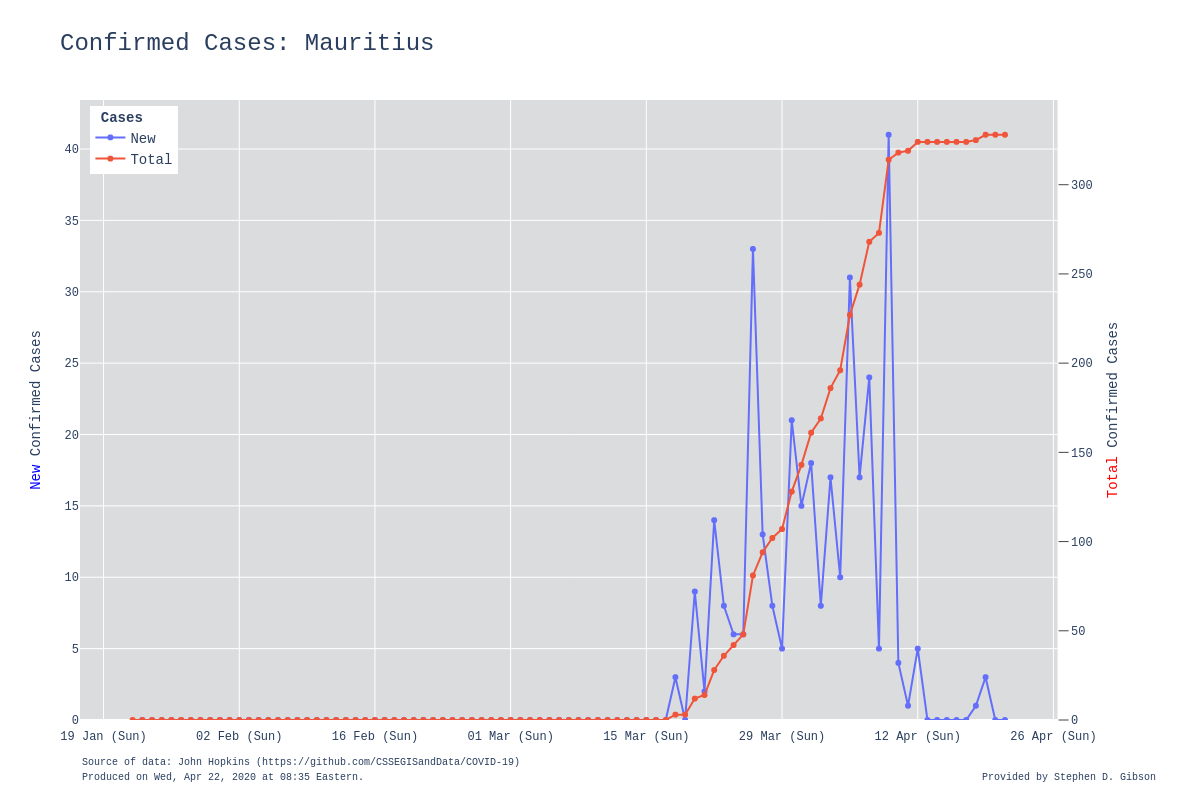 Confirmed Cases: Mauritius
Cases
New
Total
40
35
30
25
20
15
10
5
0
300
250
200
150
100
50
0
New Confirmed Cases
Total Confirmed Cases
19 Jan (Sun) 02 Feb (Sun) 16 Feb (Sun) 01 Mar (Sun) 15 Mar (Sun) 29 Mar (Sun) 12 Apr (Sun) 26 Apr (Sun)
Source of data: John Hopkins (https://github.com/CSSEGISandData/COVID-19)
Produced on Wed, Apr 22, 2020 at 08:35 Eastern.
Provided by Stephen D. Gibson